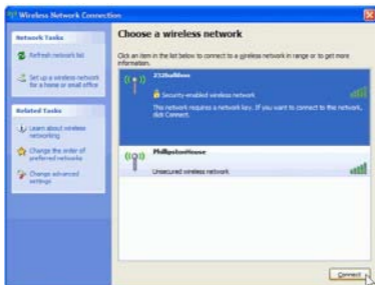 Wireless Network Connection
Network Tasks
Refresh network list
Set up a wireless network
for a home or small office
Related Tasks
Learn about wireless
networking
Change the order of
preferred networks
Change advanced
settings
Choose a wireless network
Click an item in the list below to connect to a wireless network in range or to get more
information.
Security-enabled wireless network
This network requires a network key. If you want to connect to this network,
click Connect.
PhillipstonHouse
Unsecured wireless network
Connect